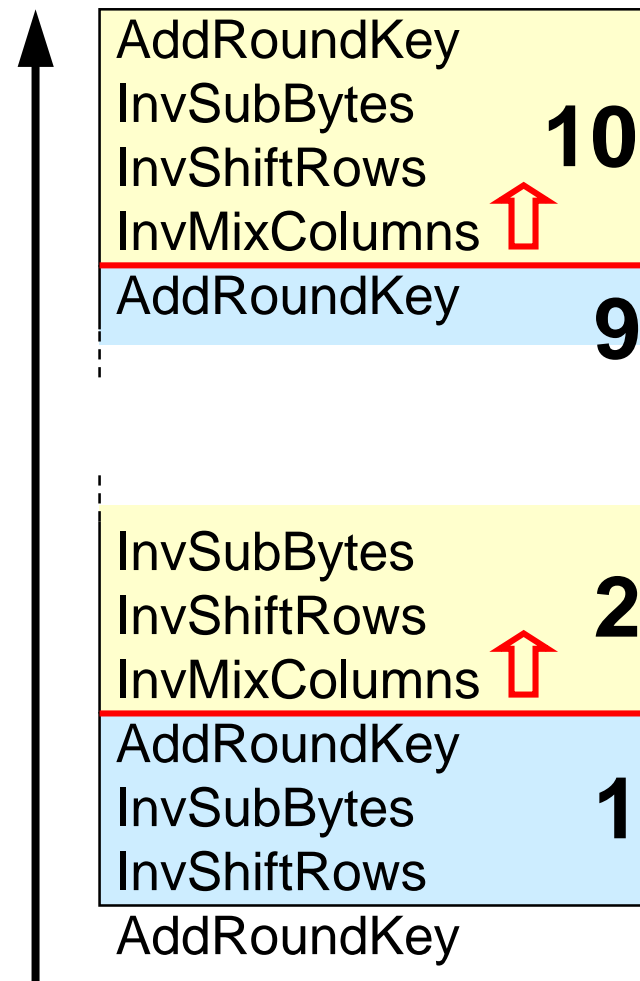 AddRoundKey
InvSubBytes
10
InvShiftRows
InvMixColumns
AddRoundKey
9
InvSubBytes
2
InvShiftRows
InvMixColumns
AddRoundKey
InvSubBytes
1
InvShiftRows
AddRoundKey